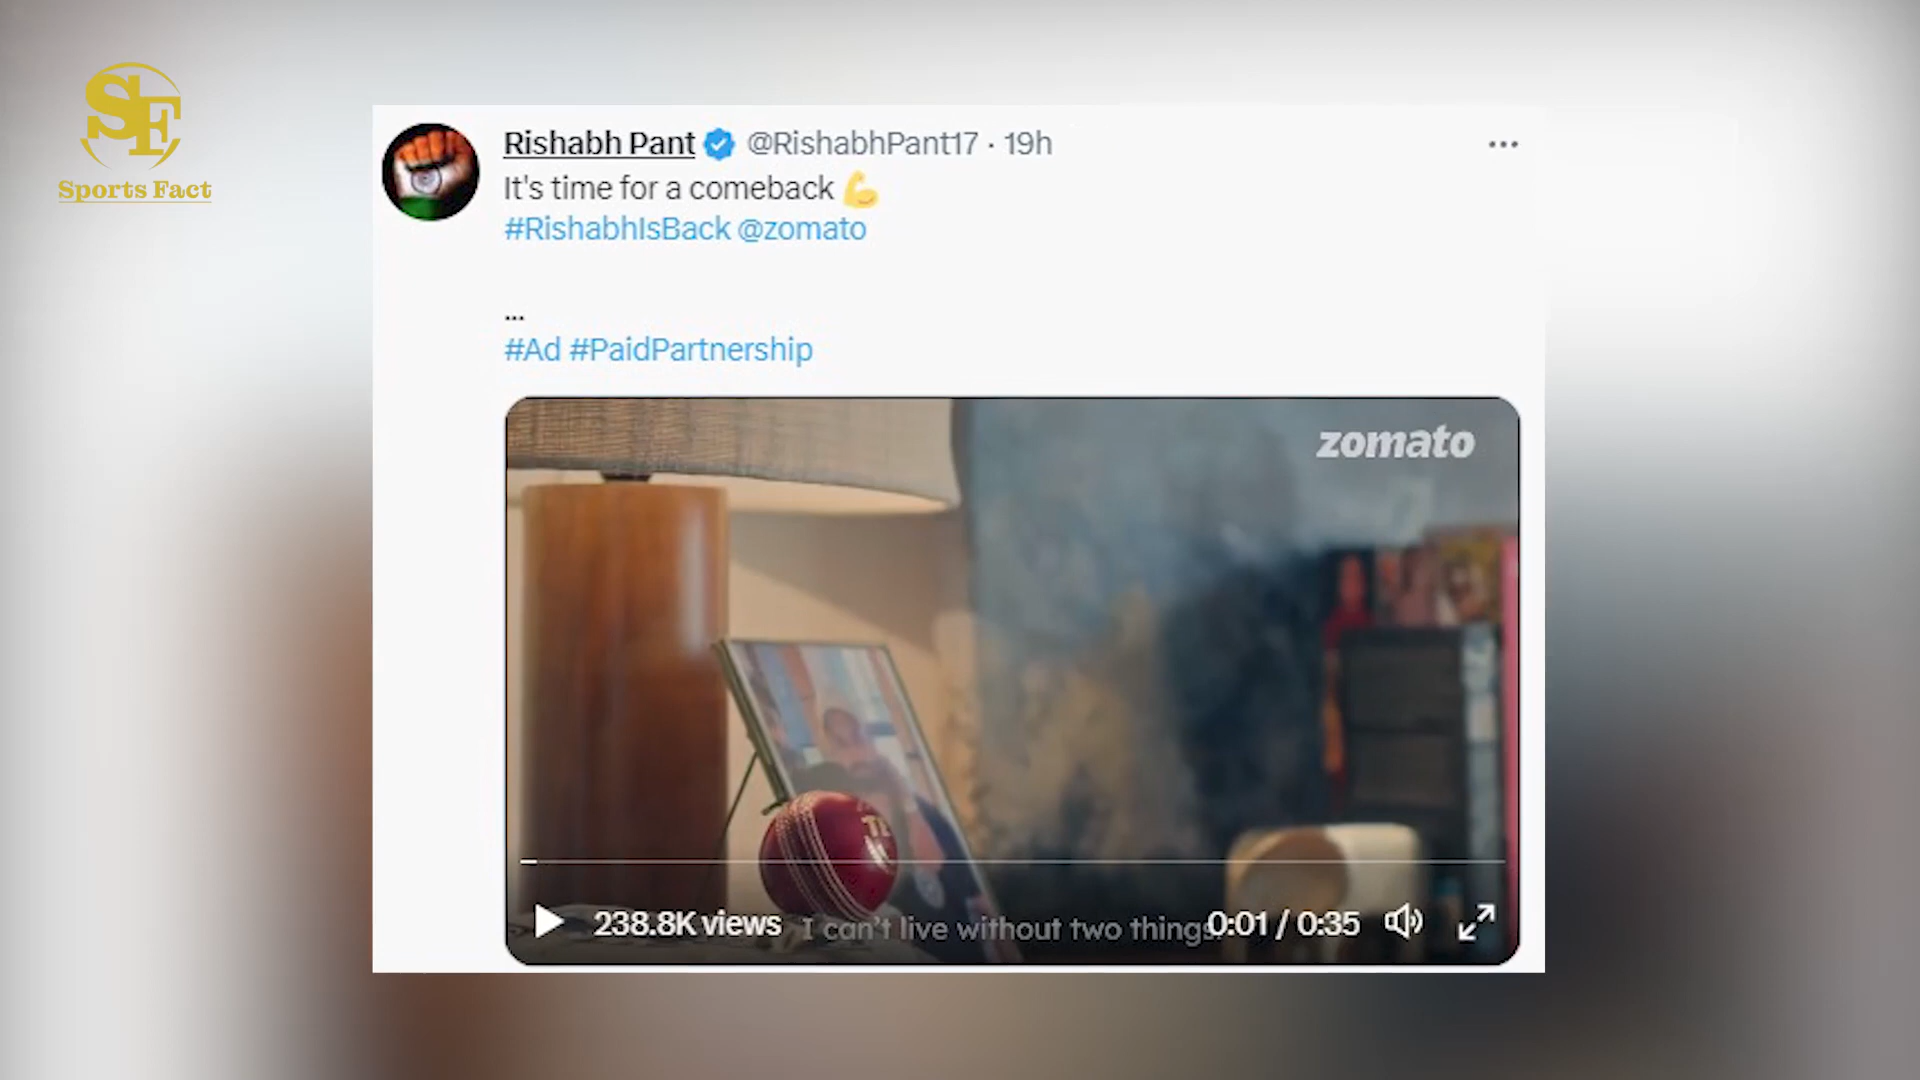 SF
Sports Fact
Rishabh Pant @RishabhPant17 · 19h
It's time for a comeback 💪
#RishabhIsBack @zomato
...
#Ad #PaidPartnership
zomato
238.8K views
I can't live without two things
0:01 / 0:35